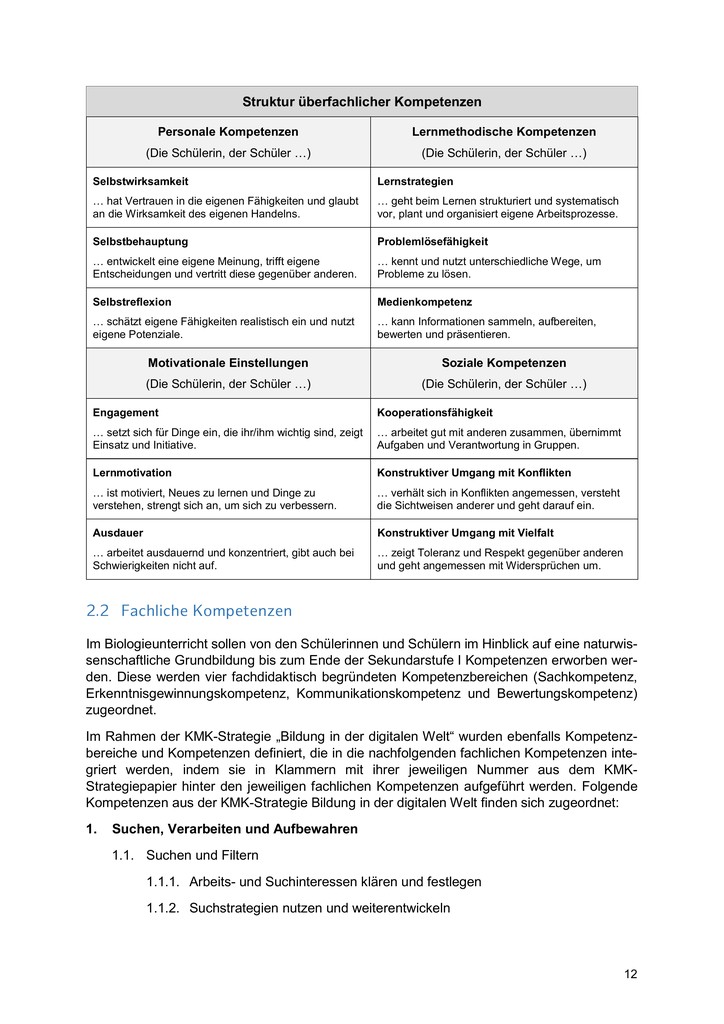 Struktur überfachlicher Kompetenzen
Personale Kompetenzen
(Die Schülerin, der Schüler …)
Lernmethodische Kompetenzen
(Die Schülerin, der Schüler …)
Selbstwirksamkeit
… hat Vertrauen in die eigenen Fähigkeiten und glaubt
an die Wirksamkeit des eigenen Handelns.
Lernstrategien
… geht beim Lernen strukturiert und systematisch
vor, plant und organisiert eigene Arbeitsprozesse.
Selbstbehauptung
… entwickelt eine eigene Meinung, trifft eigene
Entscheidungen und vertritt diese gegenüber anderen.
Problemlösefähigkeit
… kennt und nutzt unterschiedliche Wege, um
Probleme zu lösen.
Selbstreflexion
… schätzt eigene Fähigkeiten realistisch ein und nutzt
eigene Potenziale.
Medienkompetenz
… kann Informationen sammeln, aufbereiten,
bewerten und präsentieren.
Motivationale Einstellungen
(Die Schülerin, der Schüler …)
Soziale Kompetenzen
(Die Schülerin, der Schüler …)
Engagement
… setzt sich für Dinge ein, die ihr/ihm wichtig sind, zeigt
Einsatz und Initiative.
Kooperationsfähigkeit
… arbeitet gut mit anderen zusammen, übernimmt
Aufgaben und Verantwortung in Gruppen.
Lernmotivation
… ist motiviert, Neues zu lernen und Dinge zu
verstehen, strengt sich an, um sich zu verbessern.
Konstruktiver Umgang mit Konflikten
… verhält sich in Konflikten angemessen, versteht
die Sichtweisen anderer und geht darauf ein.
Ausdauer
… arbeitet ausdauernd und konzentriert, gibt auch bei
Schwierigkeiten nicht auf.
Konstruktiver Umgang mit Vielfalt
… zeigt Toleranz und Respekt gegenüber anderen
und geht angemessen mit Widersprüchen um.
2.2 Fachliche Kompetenzen
Im Biologieunterricht sollen von den Schülerinnen und Schülern im Hinblick auf eine naturwis-
senschaftliche Grundbildung bis zum Ende der Sekundarstufe I Kompetenzen erworben wer-
den. Diese werden vier fachdidaktisch begründeten Kompetenzbereichen (Sachkompetenz,
Erkenntnisgewinnungskompetenz, Kommunikationskompetenz und Bewertungskompetenz)
zugeordnet.
Im Rahmen der KMK-Strategie „Bildung in der digitalen Welt“ wurden ebenfalls Kompetenz-
bereiche und Kompetenzen definiert, die in die nachfolgenden fachlichen Kompetenzen inte-
griert werden, indem sie in Klammern mit ihrer jeweiligen Nummer aus dem KMK-
Strategiepapier hinter den jeweiligen fachlichen Kompetenzen aufgeführt werden. Folgende
Kompetenzen aus der KMK-Strategie Bildung in der digitalen Welt finden sich zugeordnet:
1. Suchen, Verarbeiten und Aufbewahren
1.1. Suchen und Filtern
1.1.1. Arbeits- und Suchinteressen klären und festlegen
1.1.2. Suchstrategien nutzen und weiterentwickeln
12